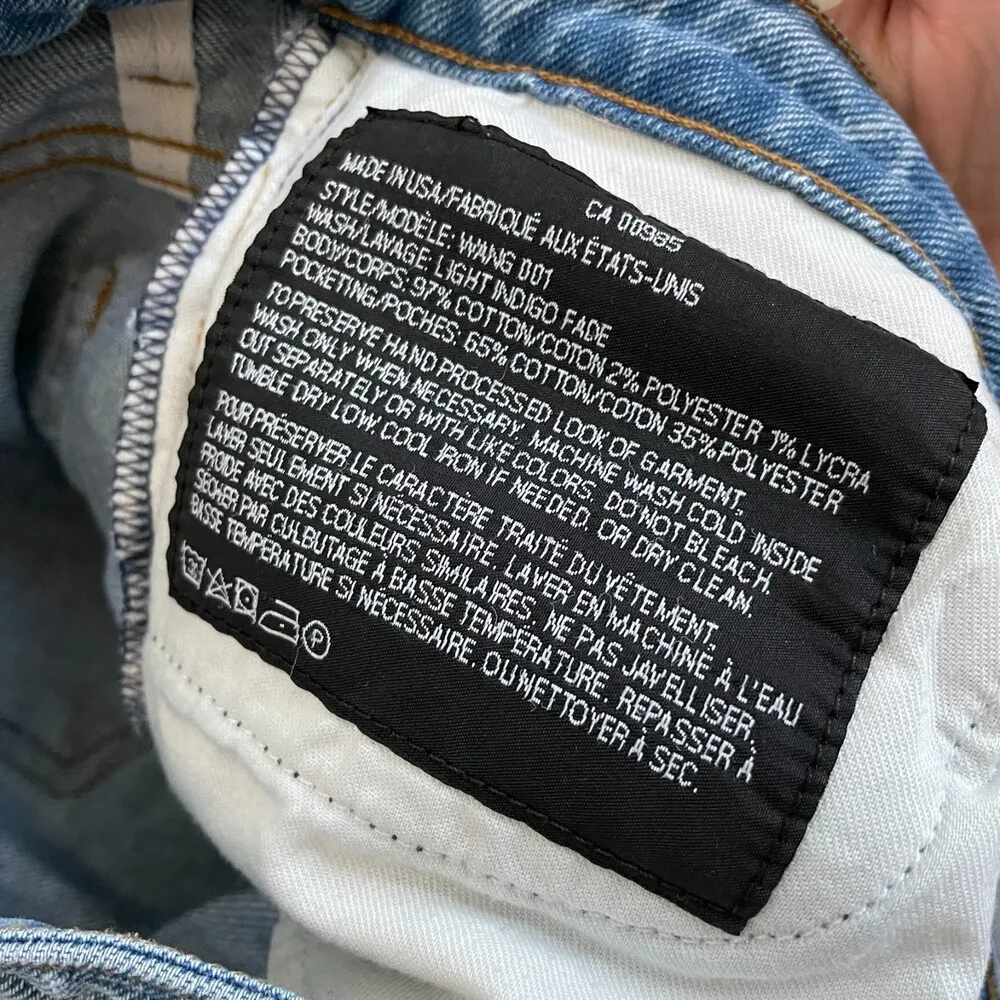 CA 00985
MADE IN USA/FABRIQUÉ AUX ÉTATS-UNIS
STYLE/MODÈLE: WANG 001
WASH/LAVAGE: LIGHT INDIGO FADE
BODY/CORPS: 97% COTTON/COTON 2% POLYESTER 1% LYCRA
POCKETING/POCHES: 65% COTTON/COTON 35% POLYESTER
TO PRESERVE HAND PROCESSED LOOK OF GARMENT,
WASH ONLY WHEN NECESSARY. MACHINE WASH COLD INSIDE
OUT SEPARATELY OR WITH LIKE COLORS. DO NOT BLEACH.
TUMBLE DRY LOW. COOL IRON IF NEEDED. OR DRY CLEAN.
POUR PRÉSERVER LE CARACTÈRE TRAITÉ DU VÊTEMENT,
LAVER SEULEMENT SI NÉCESSAIRE. LAVER EN MACHINE À L'EAU
FROIDE AVEC DES COULEURS SIMILAIRES. NE PAS JAVELLISER.
SÉCHER PAR CULBUTAGE À BASSE TEMPÉRATURE. REPASSER À
BASSE TEMPÉRATURE SI NÉCESSAIRE. OU NETTOYER À SEC.
P